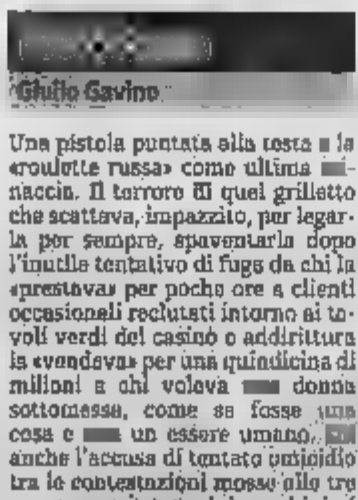 Giulio Gavino
Una pistola puntata alla testa e la
«roulette russa» come ultima
naccia. Il terrore di quel grilletto
che scattava, impazzito, per legar-
la per sempre, spaventarla dopo
l'inutile tentativo di fuga da chi la
«prestava» per poche ore a clienti
occasionali reclutati intorno ai ta-
voli verdi del casinò o addirittura
la «vendeva» per una quindicina di
milioni a chi voleva donna
sottomessa, come se fosse una
cosa e un essere umano.
anche l'accusa di tentato omicidio
tra le contestazioni mosse alle tre